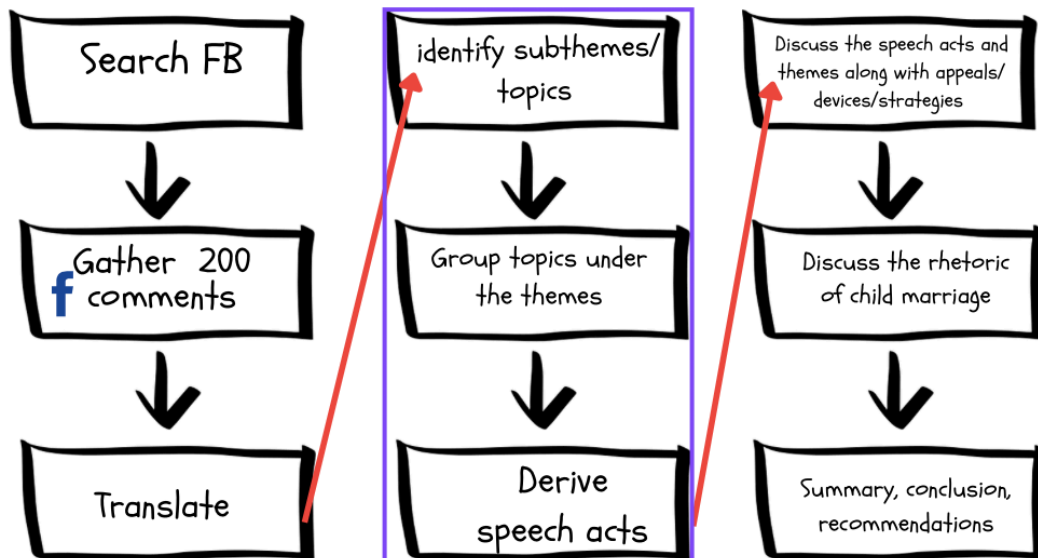 Search FB
Gather 200
comments
Translate
identify subthemes/
topics
Group topics under
the themes
Derive
speech acts
Discuss the speech acts and
themes along with appeals/
devices/strategies
Discuss the rhetoric
of child marriage
Summary, conclusion,
recommendations